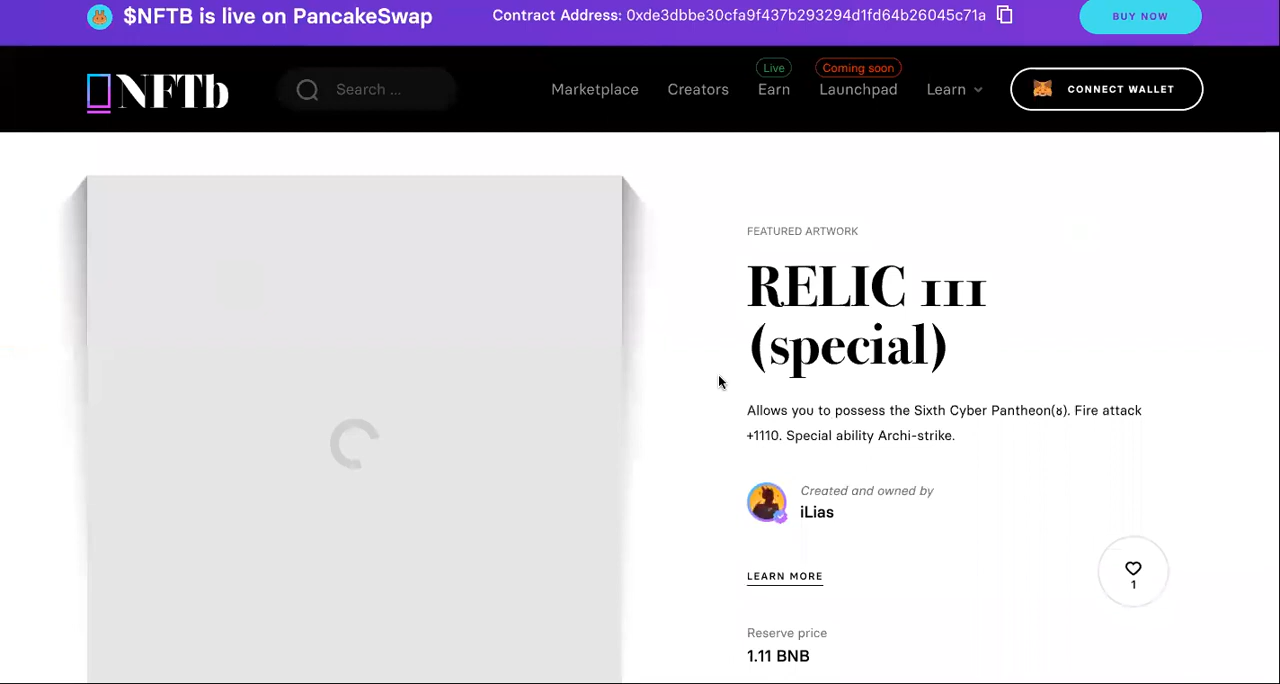 $NFTB is live on PancakeSwap
Contract Address: 0xde3dbbe30cfa9f437b293294d1fd64b26045c71a
BUY NOW
NFTb
Search ...
Marketplace
Creators
Live
Earn
Coming soon
Launchpad
Learn
CONNECT WALLET
FEATURED ARTWORK
RELIC III
(special)
Allows you to possess the Sixth Cyber Pantheon(ɤ). Fire attack
+1110. Special ability Archi-strike.
Created and owned by
iLias
LEARN MORE
1
Reserve price
1.11 BNB